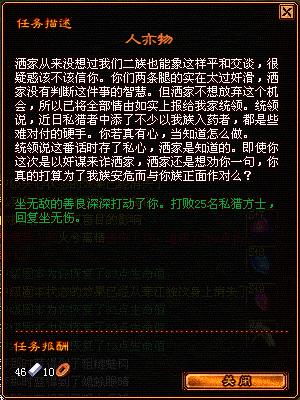 任务描述
人亦物
洒家从来没想过我们二族也能象这样平和交谈，很
疑惑该不该信你。你们两条腿的实在太过奸滑，洒
家没有判断这件事的智慧。但洒家不想放弃这个机
会，所以已将全部情由如实上报给我家统领。统领
说，近日私猎者中添了不少以我族入药者，都是些
难对付的硬手。你若真有心，当知道怎么做。
统领说这番话时存了私心，洒家是知道的。即使你
这次是以奸谋来诈洒家，洒家还是想劝你一句，你
真的打算为了我族安危而与你族正面作对么？
坐无敌的善良深深打动了你。打败25名私猎方士，
回复坐无伤。
任务报酬
46 10
关闭